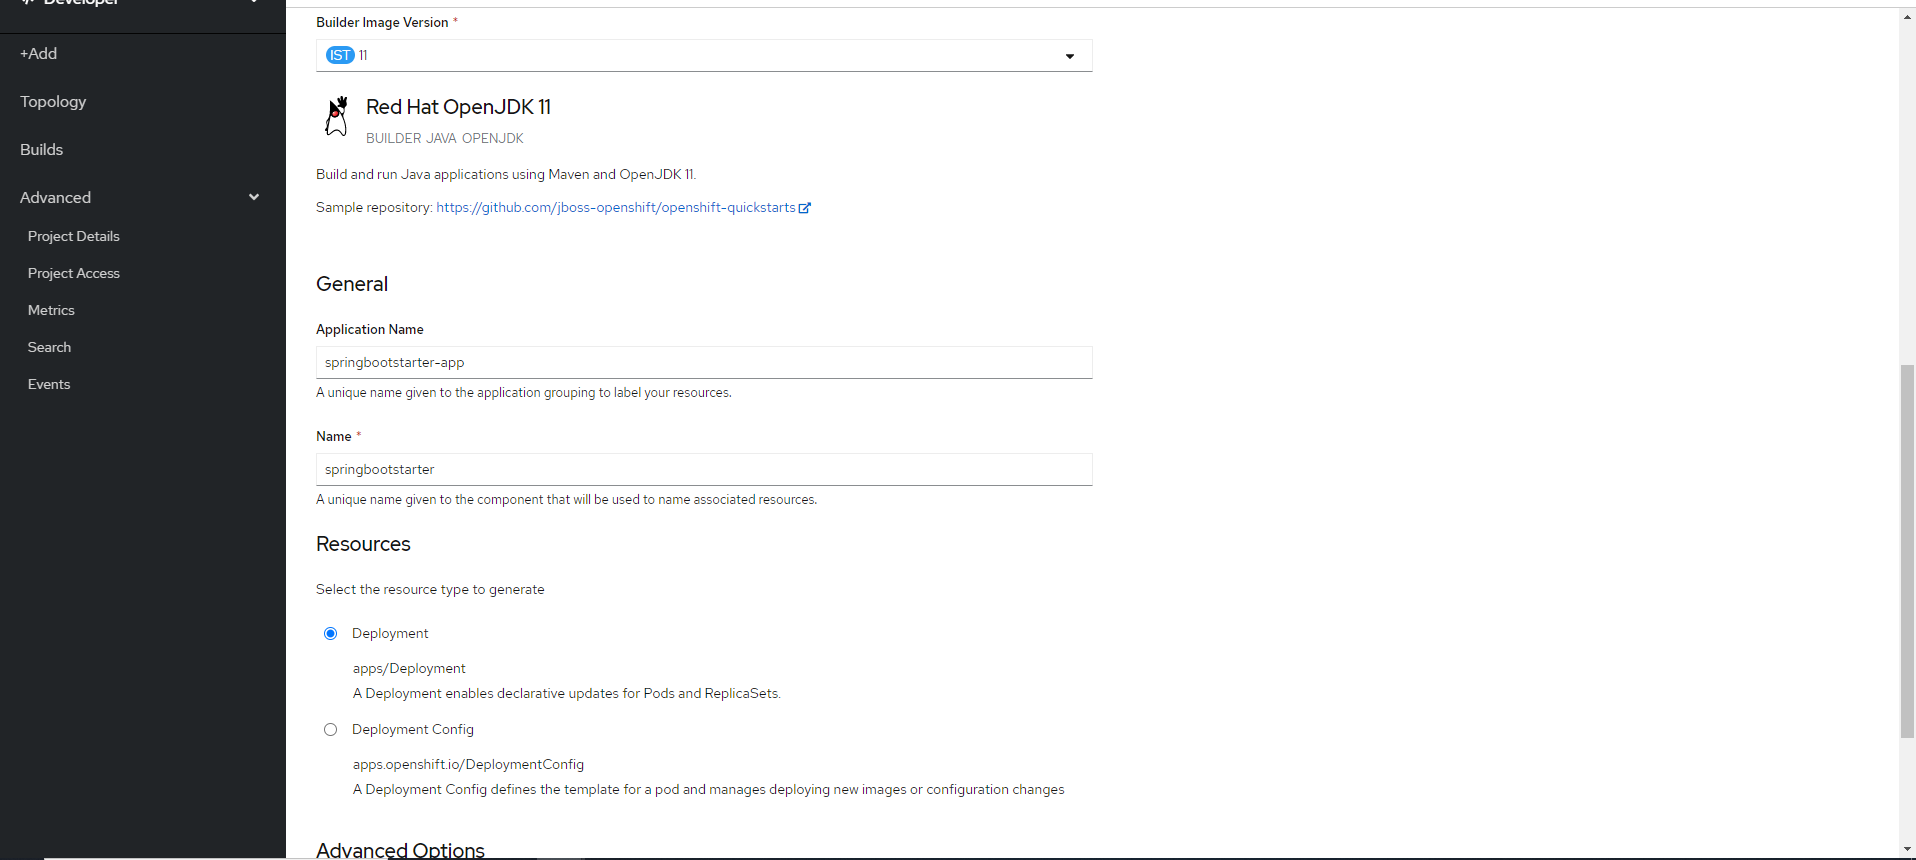 Developer
+Add
Topology
Builds
Advanced
Project Details
Project Access
Metrics
Search
Events
Builder Image Version *
IST 11
Red Hat OpenJDK 11
BUILDER JAVA OPENJDK
Build and run Java applications using Maven and OpenJDK 11.
Sample repository: https://github.com/jboss-openshift/openshift-quickstarts
General
Application Name
springbootstarter-app
A unique name given to the application grouping to label your resources.
Name *
springbootstarter
A unique name given to the component that will be used to name associated resources.
Resources
Select the resource type to generate
Deployment
apps/Deployment
A Deployment enables declarative updates for Pods and ReplicaSets.
Deployment Config
apps.openshift.io/DeploymentConfig
A Deployment Config defines the template for a pod and manages deploying new images or configuration changes
Advanced Options